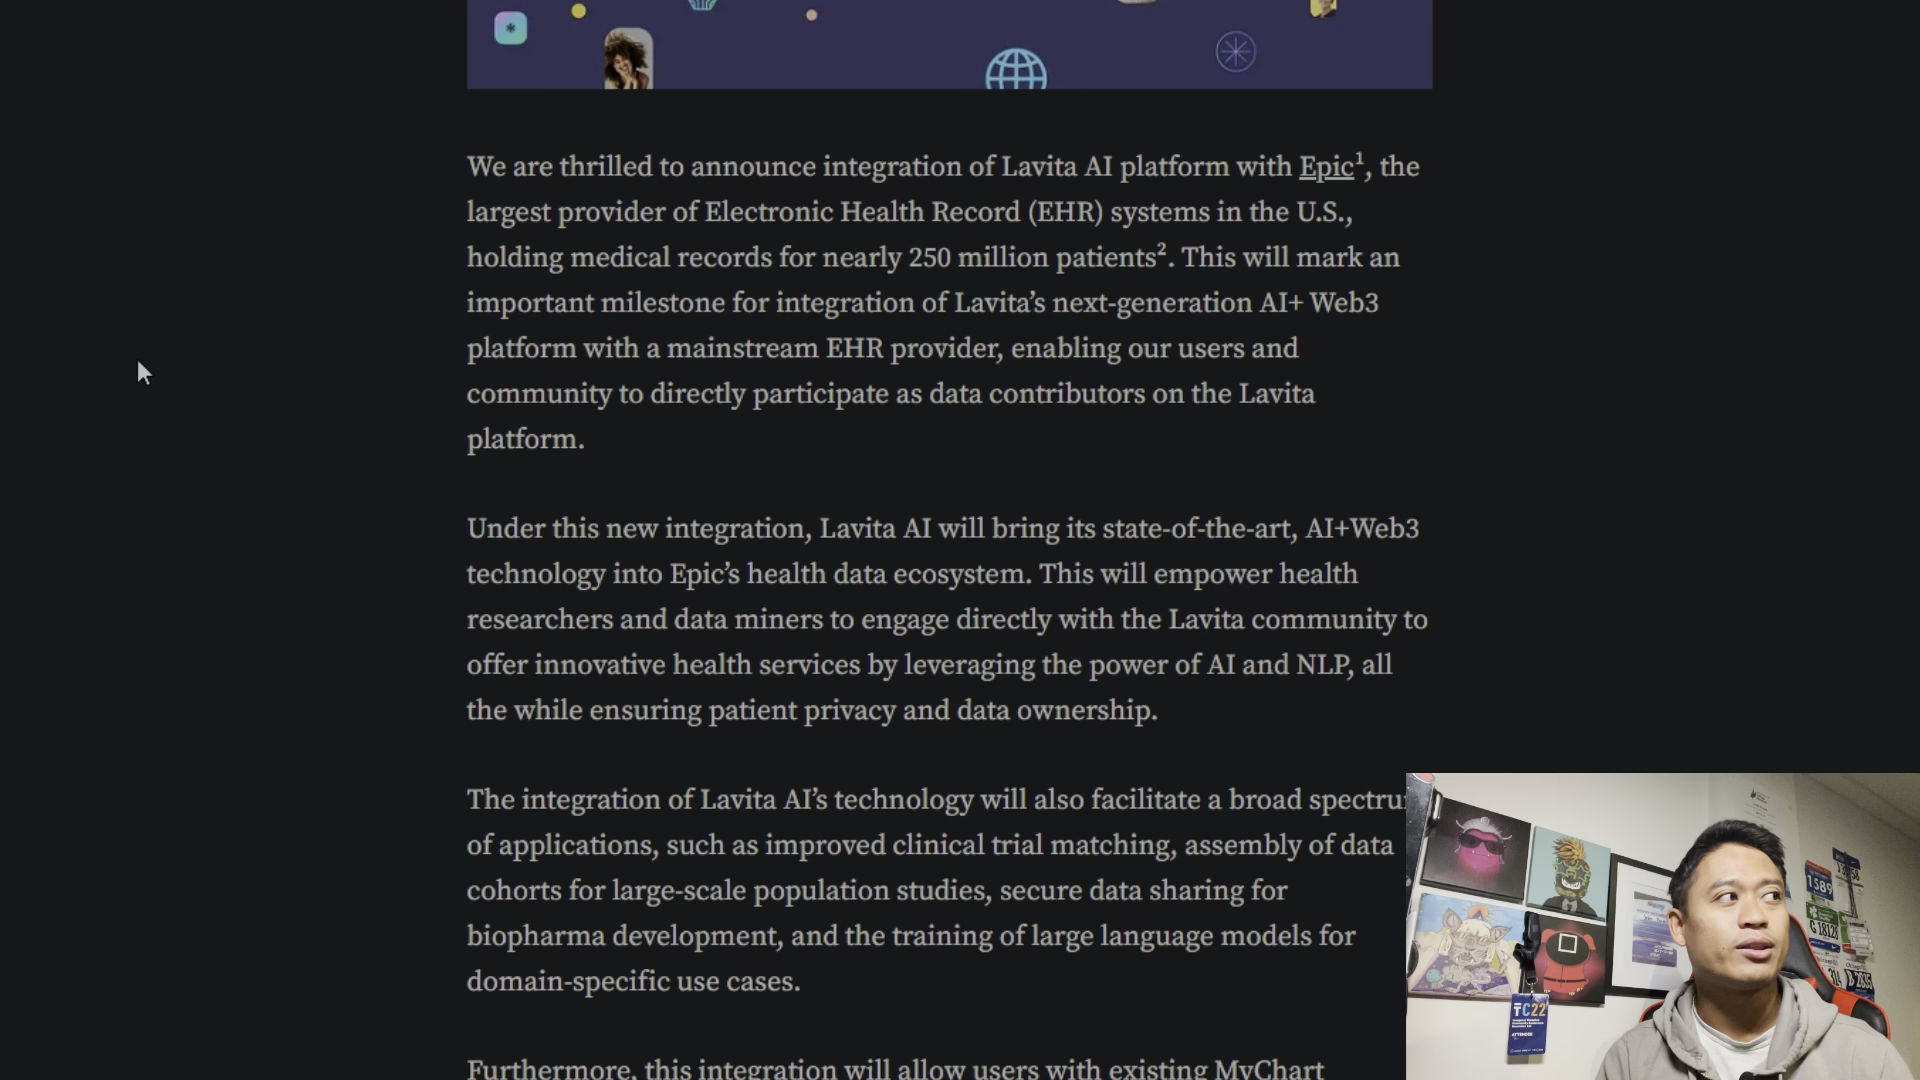 We are thrilled to announce integration of Lavita AI platform with Epic¹, the
largest provider of Electronic Health Record (EHR) systems in the U.S.,
holding medical records for nearly 250 million patients². This will mark an
important milestone for integration of Lavita’s next-generation AI+ Web3
platform with a mainstream EHR provider, enabling our users and
community to directly participate as data contributors on the Lavita
platform.
Under this new integration, Lavita AI will bring its state-of-the-art, AI+Web3
technology into Epic’s health data ecosystem. This will empower health
researchers and data miners to engage directly with the Lavita community to
offer innovative health services by leveraging the power of AI and NLP, all
the while ensuring patient privacy and data ownership.
The integration of Lavita AI’s technology will also facilitate a broad spectru
of applications, such as improved clinical trial matching, assembly of data
cohorts for large-scale population studies, secure data sharing for
biopharma development, and the training of large language models for
domain-specific use cases.
Furthermore, this integration will allow users with existing MyChart
1589
G 18128
TC22
ATTENDEE